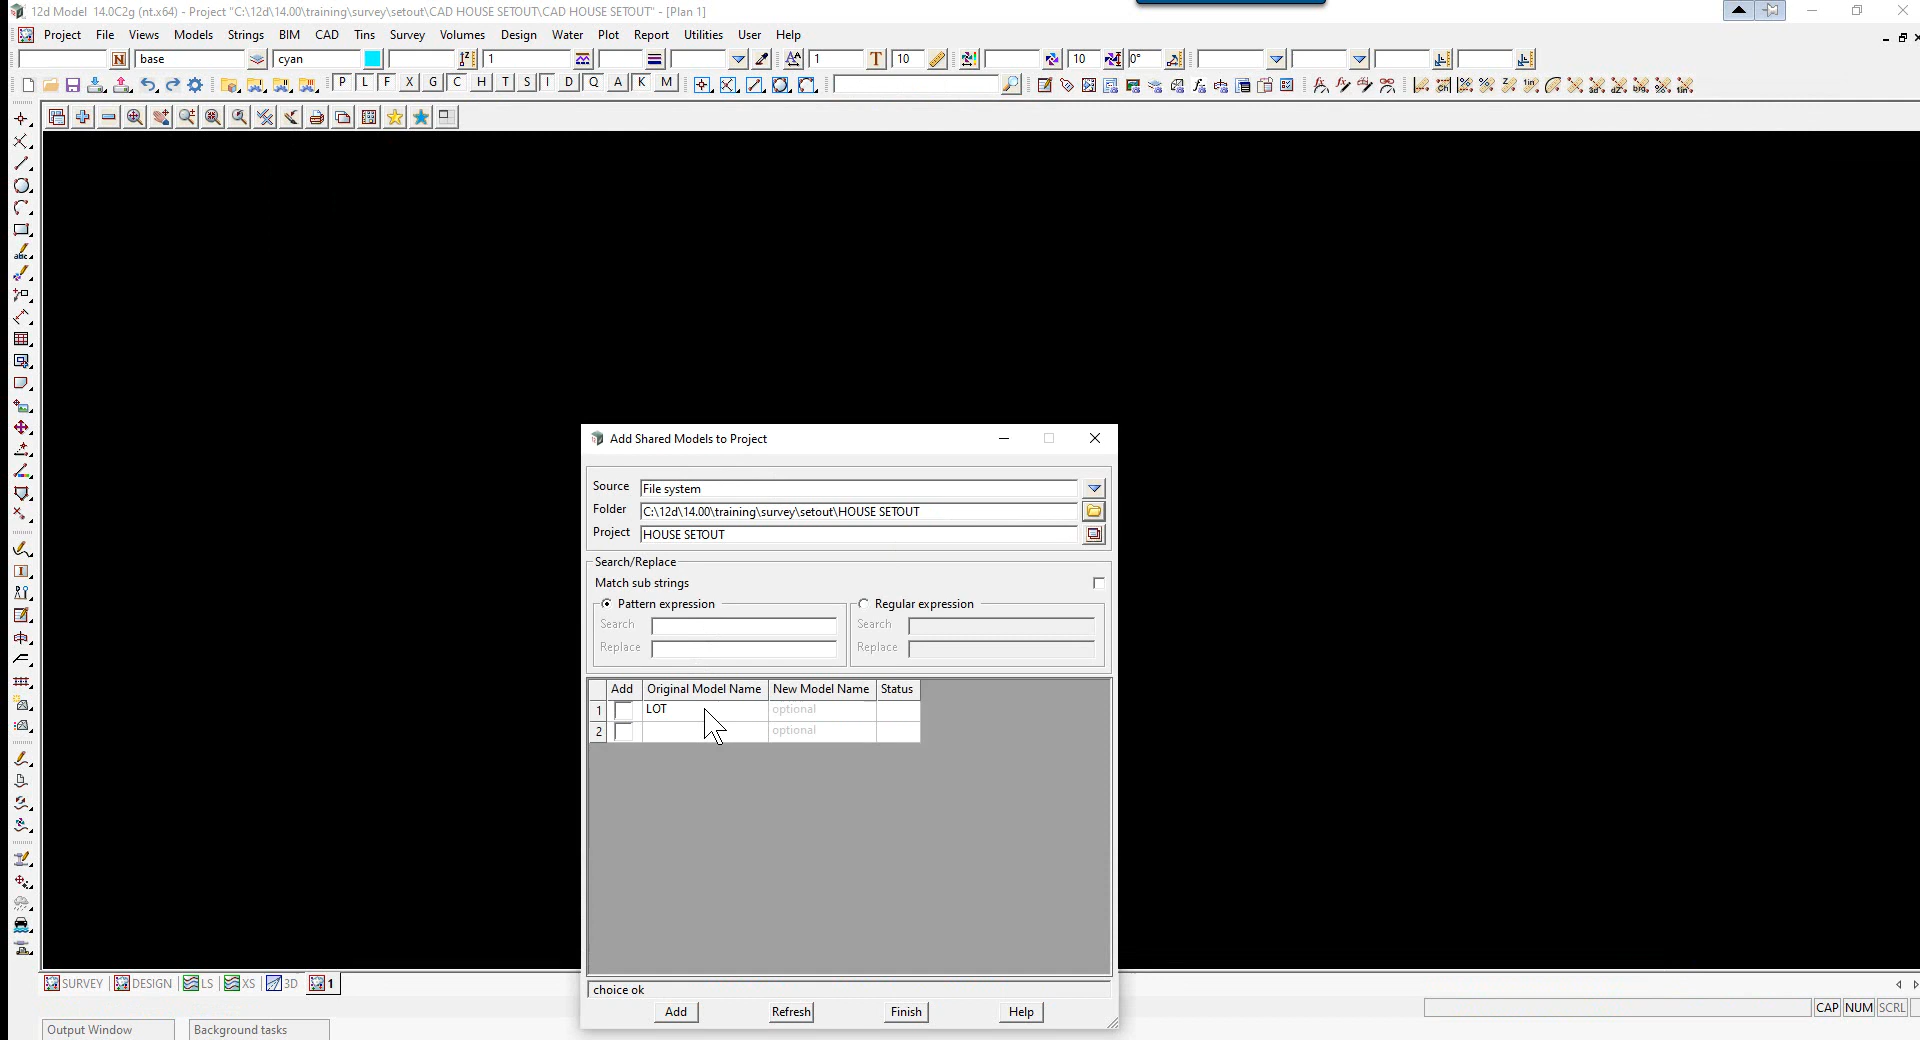 12d Model 14.0C2g (nt.x64) - Project "C:\12d\14.00\training\survey\setout\CAD HOUSE SETOUT\CAD HOUSE SETOUT" - [Plan 1]
Project File Views Models Strings BIM CAD Tins Survey Volumes Design Water Plot Report Utilities User Help
N base cyan 1 1 T 10 10 0°
P L F X G C H T S I D Q A K M
Add Shared Models to Project
Source File system
Folder C:\12d\14.00\training\survey\setout\HOUSE SETOUT
Project HOUSE SETOUT
Search/Replace
Match sub strings
Pattern expression Regular expression
Search Search
Replace Replace
Add Original Model Name New Model Name Status
1 LOT optional
2 optional
choice ok
Add Refresh Finish Help
SURVEY DESIGN LS XS 3D 1
CAP NUM SCRL
Output Window Background tasks